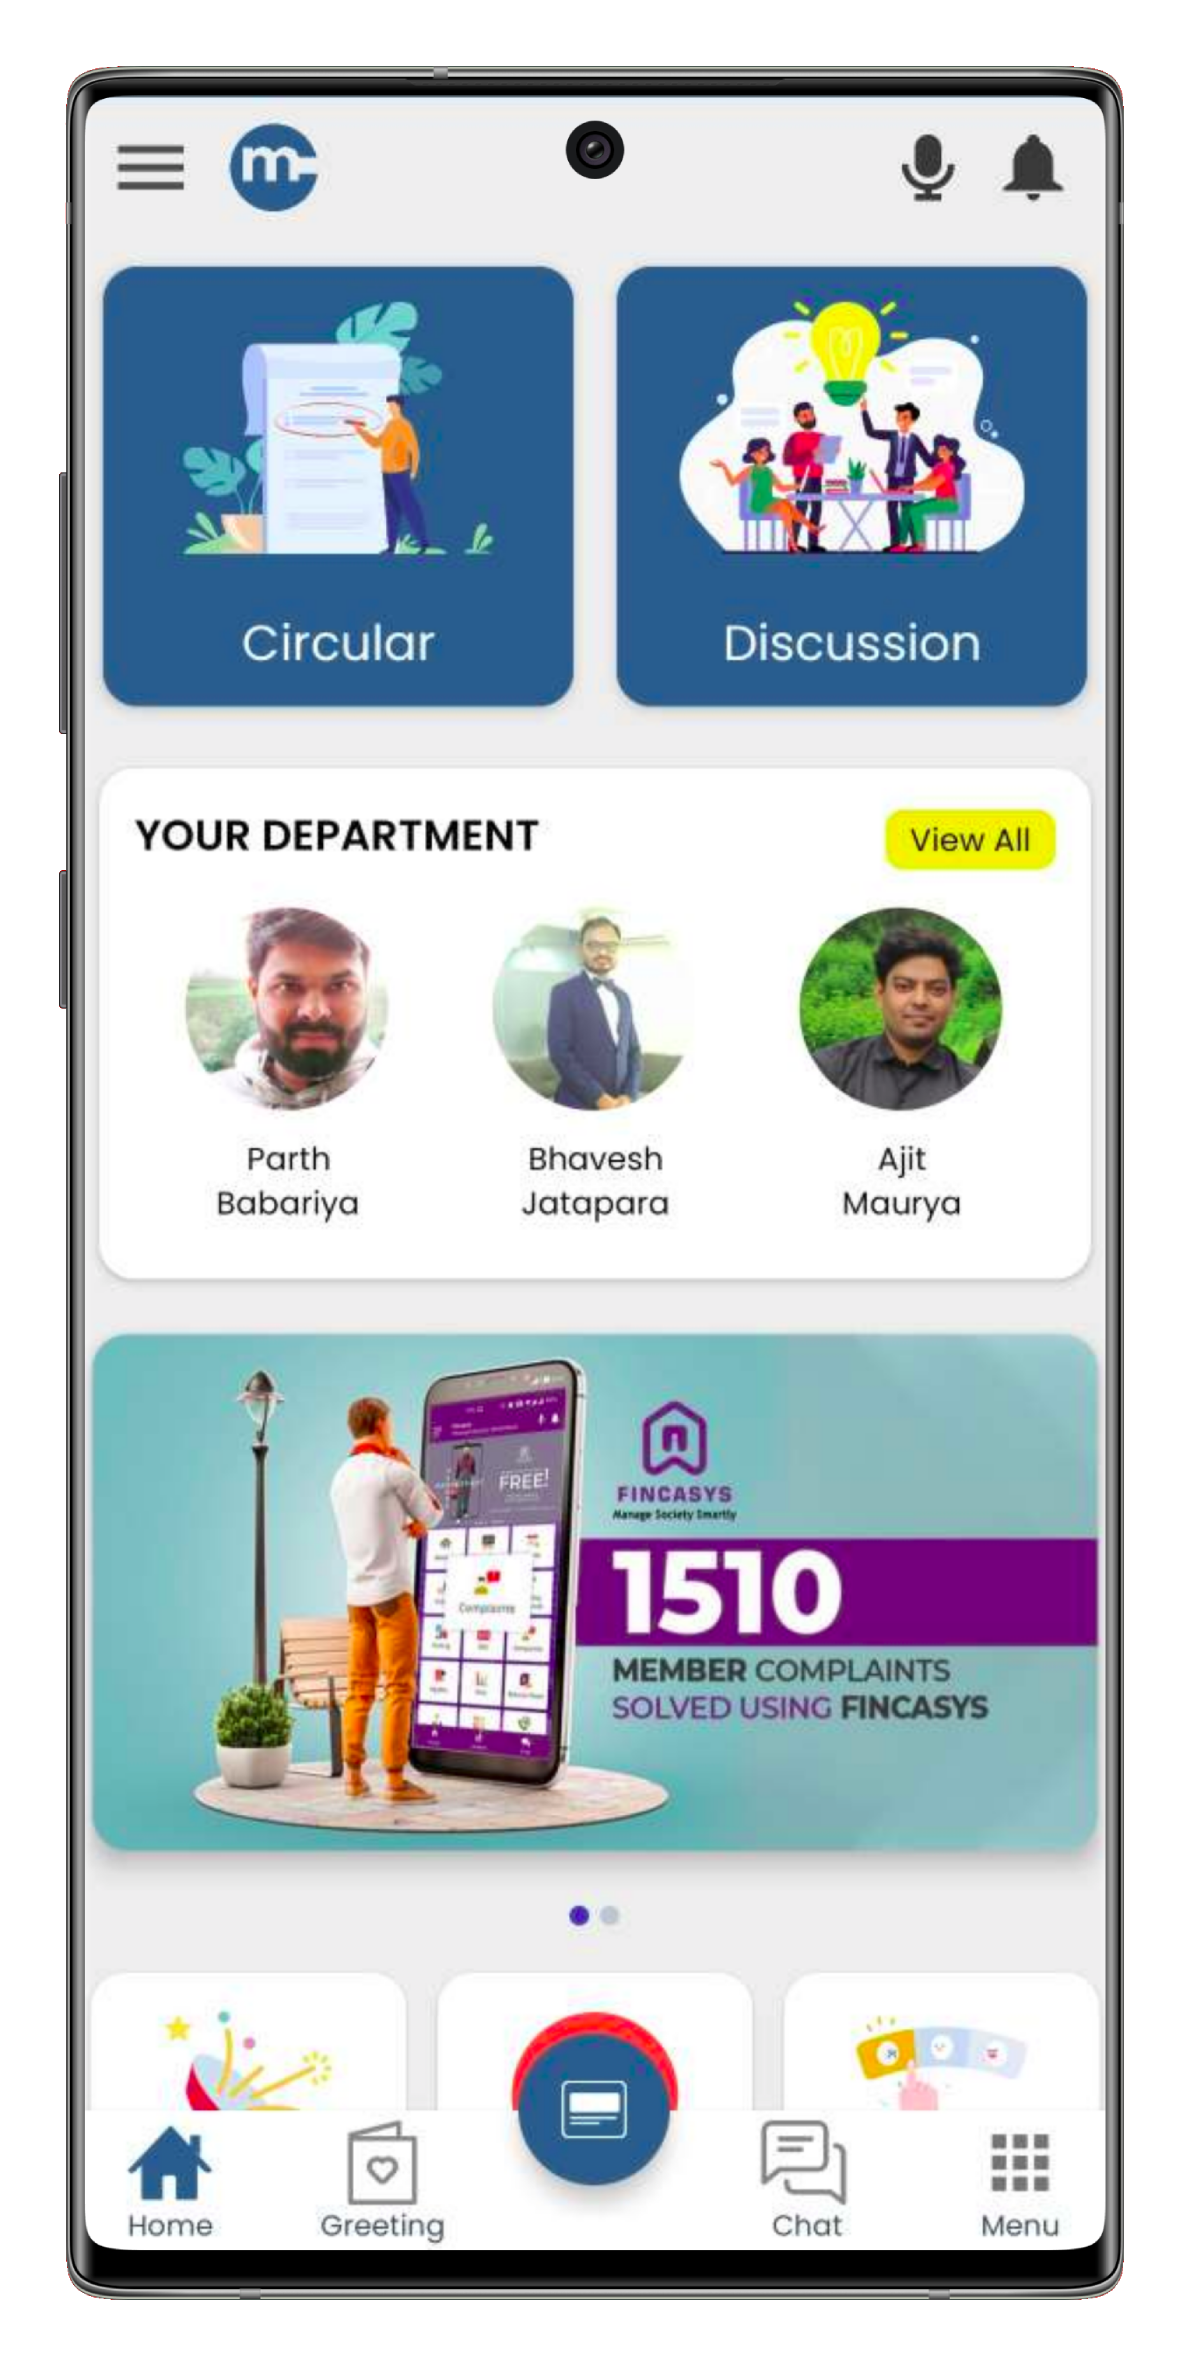 mc
Circular
Discussion
YOUR DEPARTMENT
View All
Parth
Babariya
Bhavesh
Jatapara
Ajit
Maurya
FREE!
Complaints
FINCASYS
Manage Society Smartly
1510
MEMBER COMPLAINTS
SOLVED USING FINCASYS
Home
Greeting
Chat
Menu